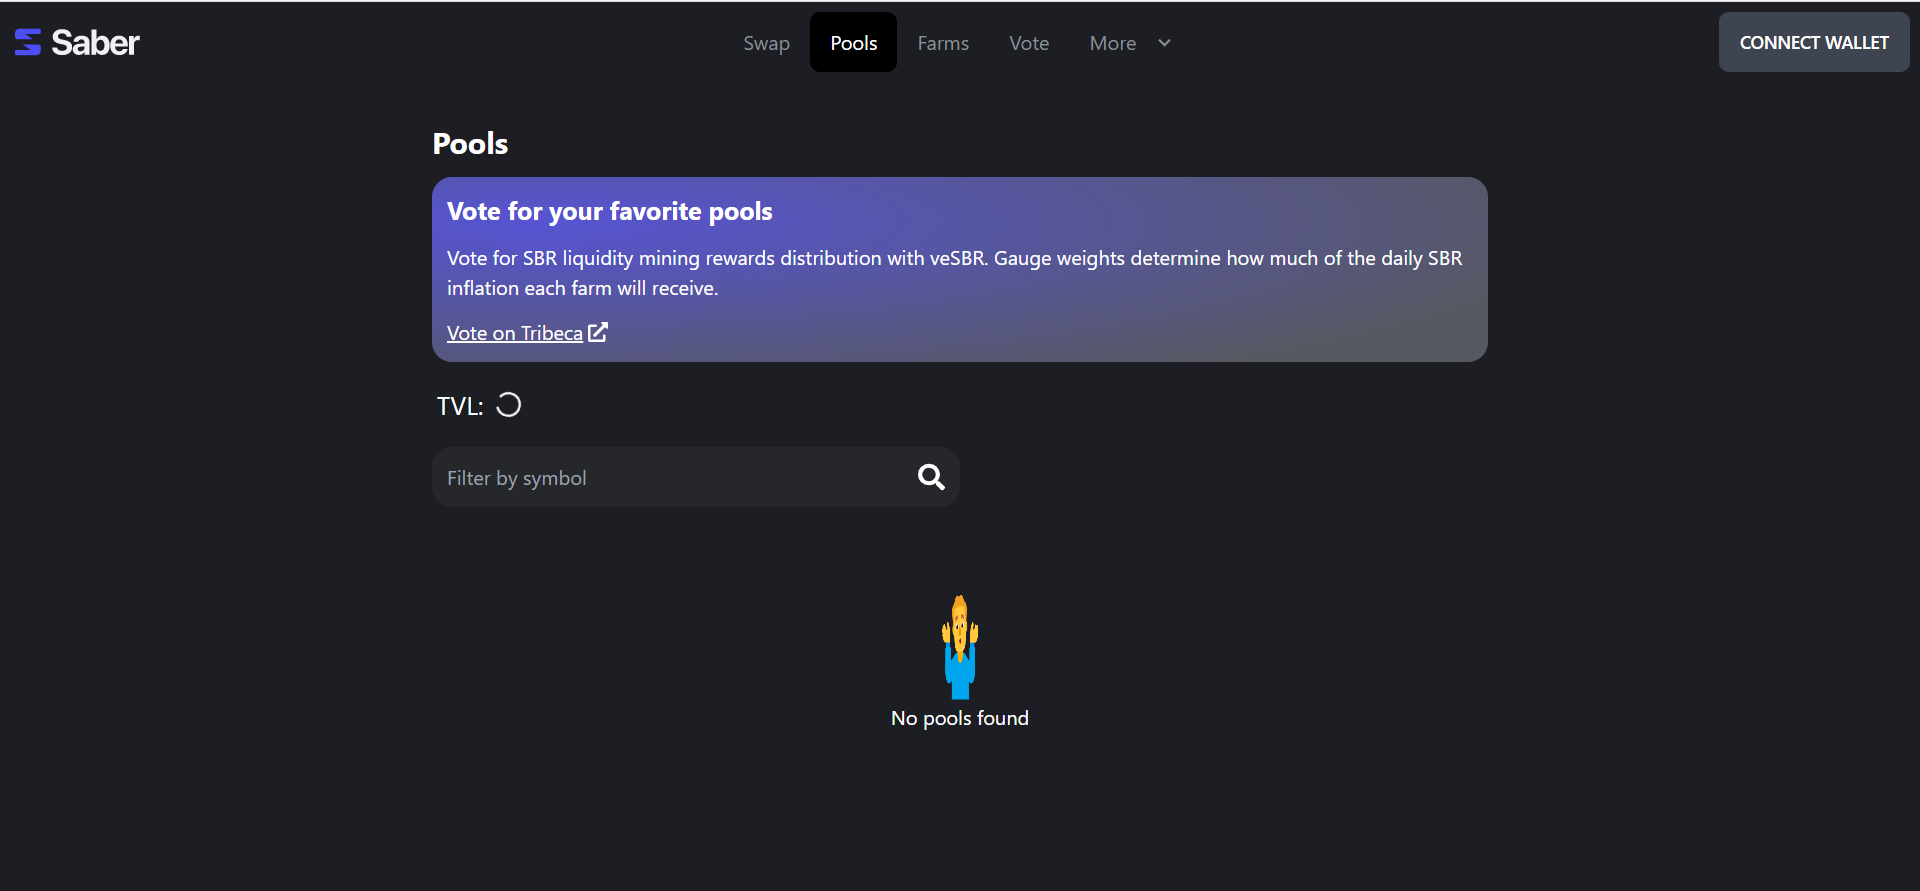 Saber
Swap
Pools
Farms
Vote
More
CONNECT WALLET
Pools
Vote for your favorite pools
Vote for SBR liquidity mining rewards distribution with veSBR. Gauge weights determine how much of the daily SBR
inflation each farm will receive.
Vote on Tribeca
TVL:
Filter by symbol
No pools found